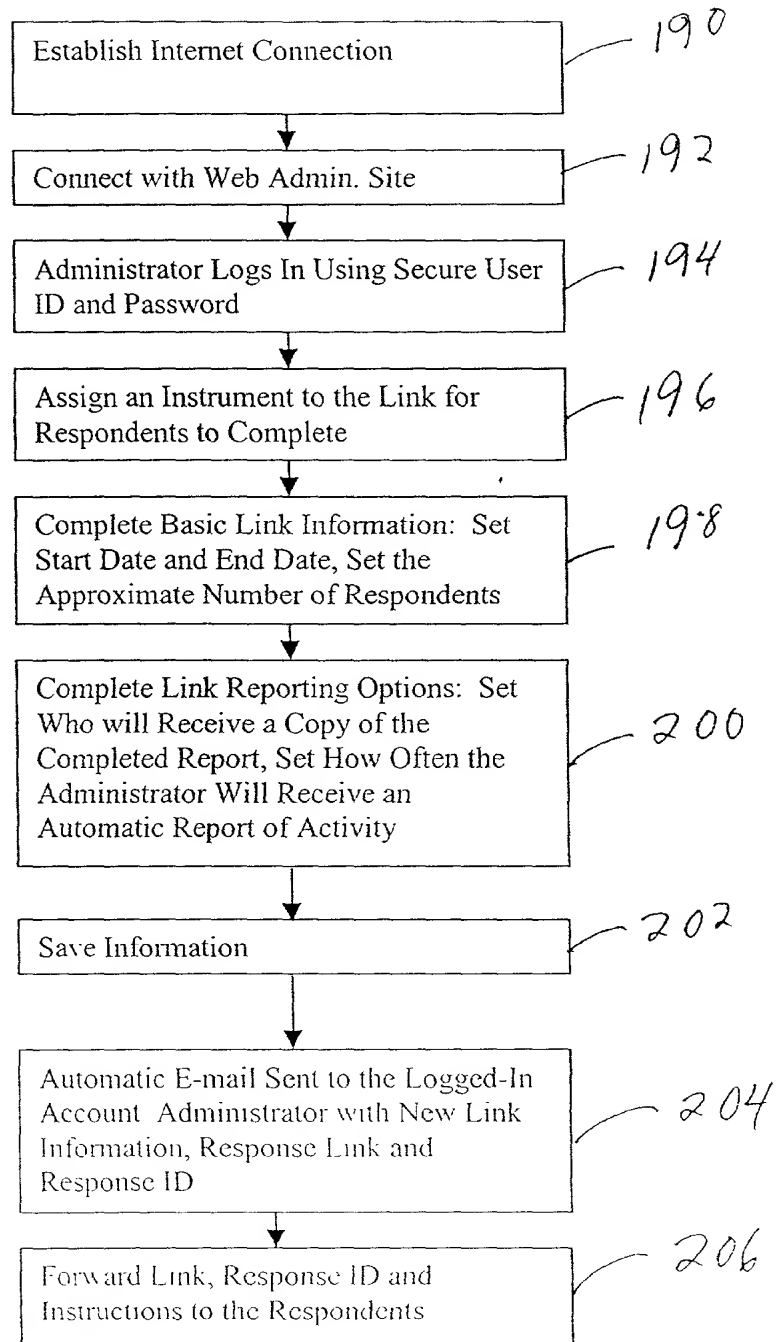 Establish Internet Connection
190
Connect with Web Admin. Site
192
Administrator Logs In Using Secure User
ID and Password
194
Assign an Instrument to the Link for
Respondents to Complete
196
Complete Basic Link Information: Set
Start Date and End Date, Set the
Approximate Number of Respondents
198
Complete Link Reporting Options: Set
Who will Receive a Copy of the
Completed Report, Set How Often the
Administrator Will Receive an
Automatic Report of Activity
200
Save Information
202
Automatic E-mail Sent to the Logged-In
Account Administrator with New Link
Information, Response Link and
Response ID
204
Forward Link, Response ID and
Instructions to the Respondents
206